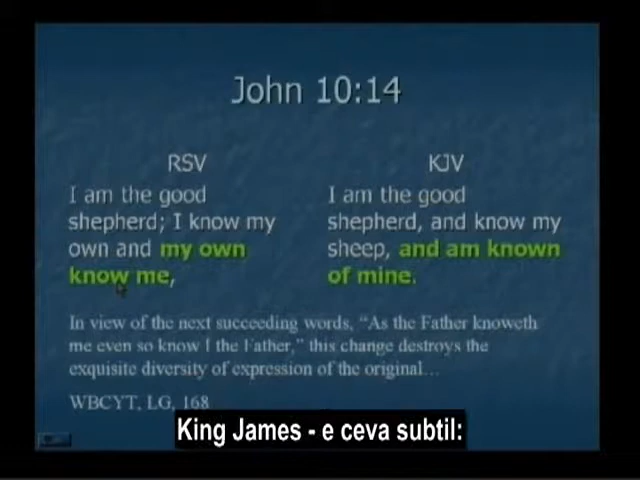 John 10:14
RSV
I am the good
shepherd; I know my
own and my own
know me,
KJV
I am the good
shepherd, and know my
sheep, and am known
of mine.
In view of the next succeeding words, “As the Father knoweth
me even so know I the Father,” this change destroys the
exquisite diversity of expression of the original…
WBCYT, LG, 168
King James - e ceva subtil: